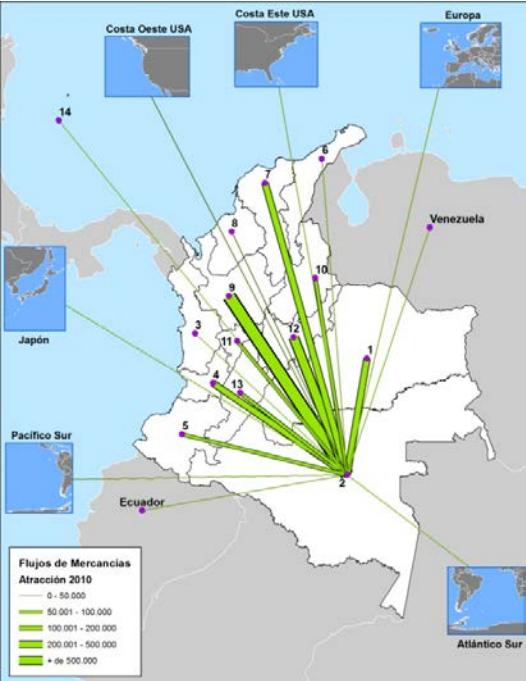 Costa Oeste USA
Costa Este USA
Europa
14
6
7
8
Venezuela
10
9
3
11
12
1
Japón
4
13
5
Pacífico Sur
2
Ecuador
Flujos de Mercancias
Atracción 2010
0 - 50.000
50.001 - 100.000
100.001 - 200.000
200.001 - 500.000
+ de 500.000
Atlántico Sur